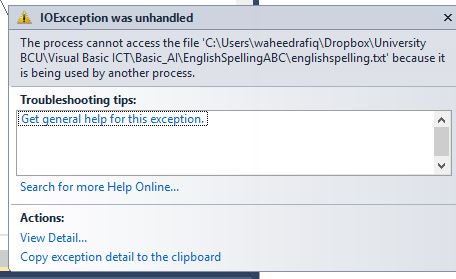 IOException was unhandled
The process cannot access the file 'C:\Users\waheedrafiq\Dropbox\University
BCU\Visual Basic ICT\Basic_AI\EnglishSpellingABC\englishspelling.txt' because it
is being used by another process.
Troubleshooting tips:
Get general help for this exception.
Search for more Help Online...
Actions:
View Detail...
Copy exception detail to the clipboard